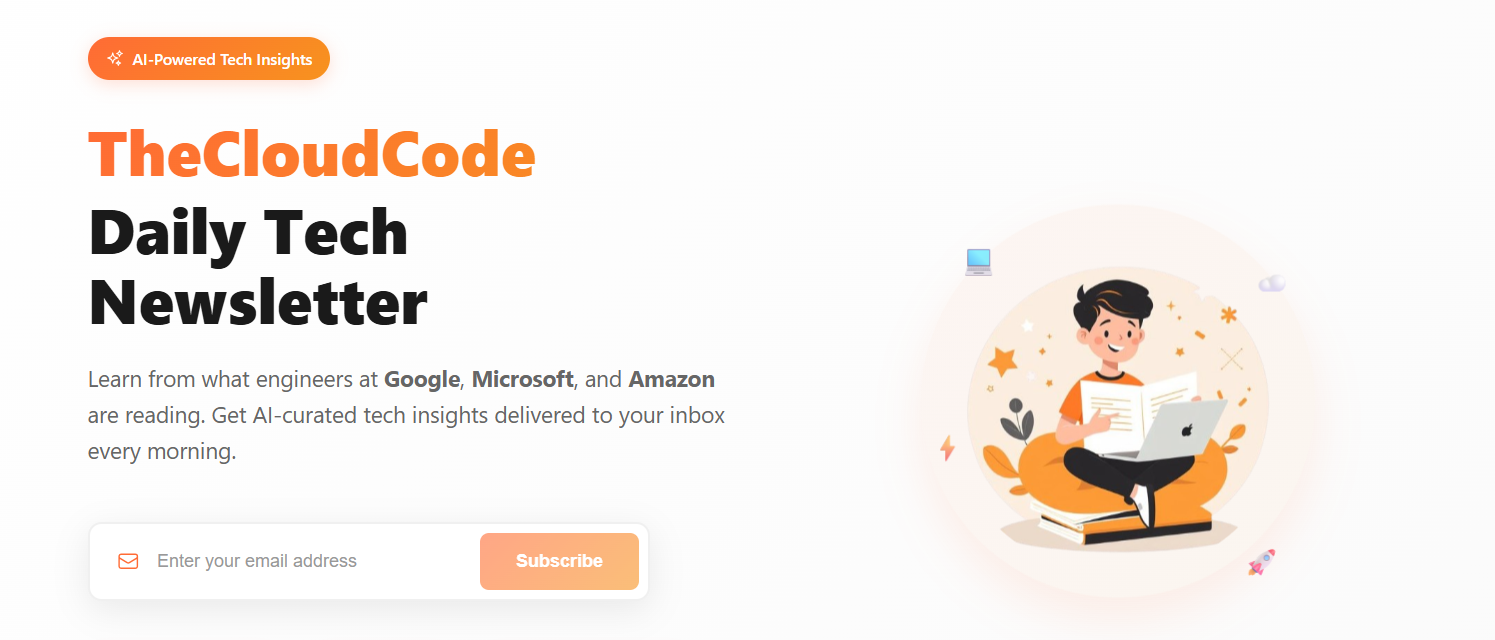 AI-Powered Tech Insights
TheCloudCode
Daily Tech
Newsletter
Learn from what engineers at Google, Microsoft, and Amazon
are reading. Get AI-curated tech insights delivered to your inbox
every morning.
Enter your email address
Subscribe